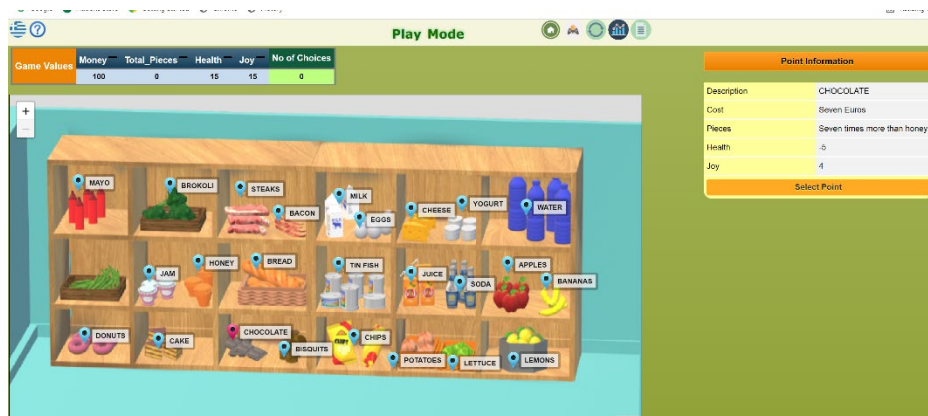 Play Mode
Game Values
Money Total_Pieces Health Joy No of Choices
100 0 15 15 0
Point Information
Description CHOCOLATE
Cost Seven Euros
Pieces Seven times more than honey
Health -5
Joy 4
Select Point
+
−
MAYO
BROKOLI
STEAKS
BACON
MILK
EGGS
CHEESE
YOGURT
WATER
JAM
HONEY
BREAD
TIN FISH
JUICE
SODA
APPLES
BANANAS
DONUTS
CAKE
CHOCOLATE
BISQUITS
CHIPS
POTATOES
LETTUCE
LEMONS